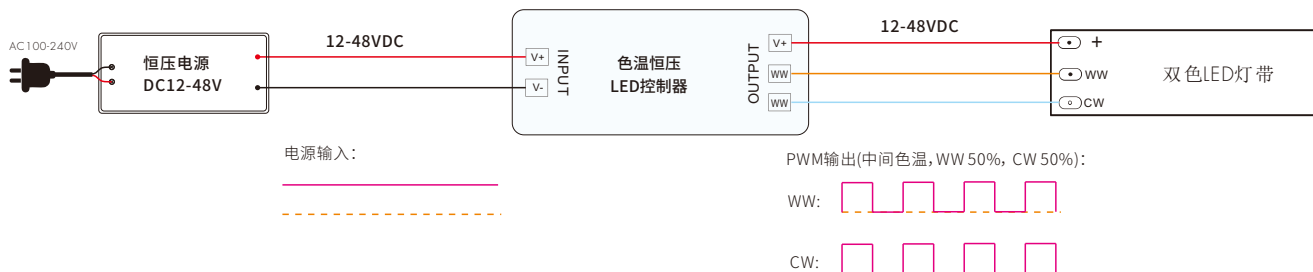 AC100-240V
恒压电源
DC12-48V
12-48VDC
V+
V-
INPUT
色温恒压
LED控制器
OUTPUT
V+
WW
WW
12-48VDC
+
WW
CW
双色LED灯带
电源输入：
PWM输出(中间色温，WW 50%，CW 50%)：
WW:
CW: